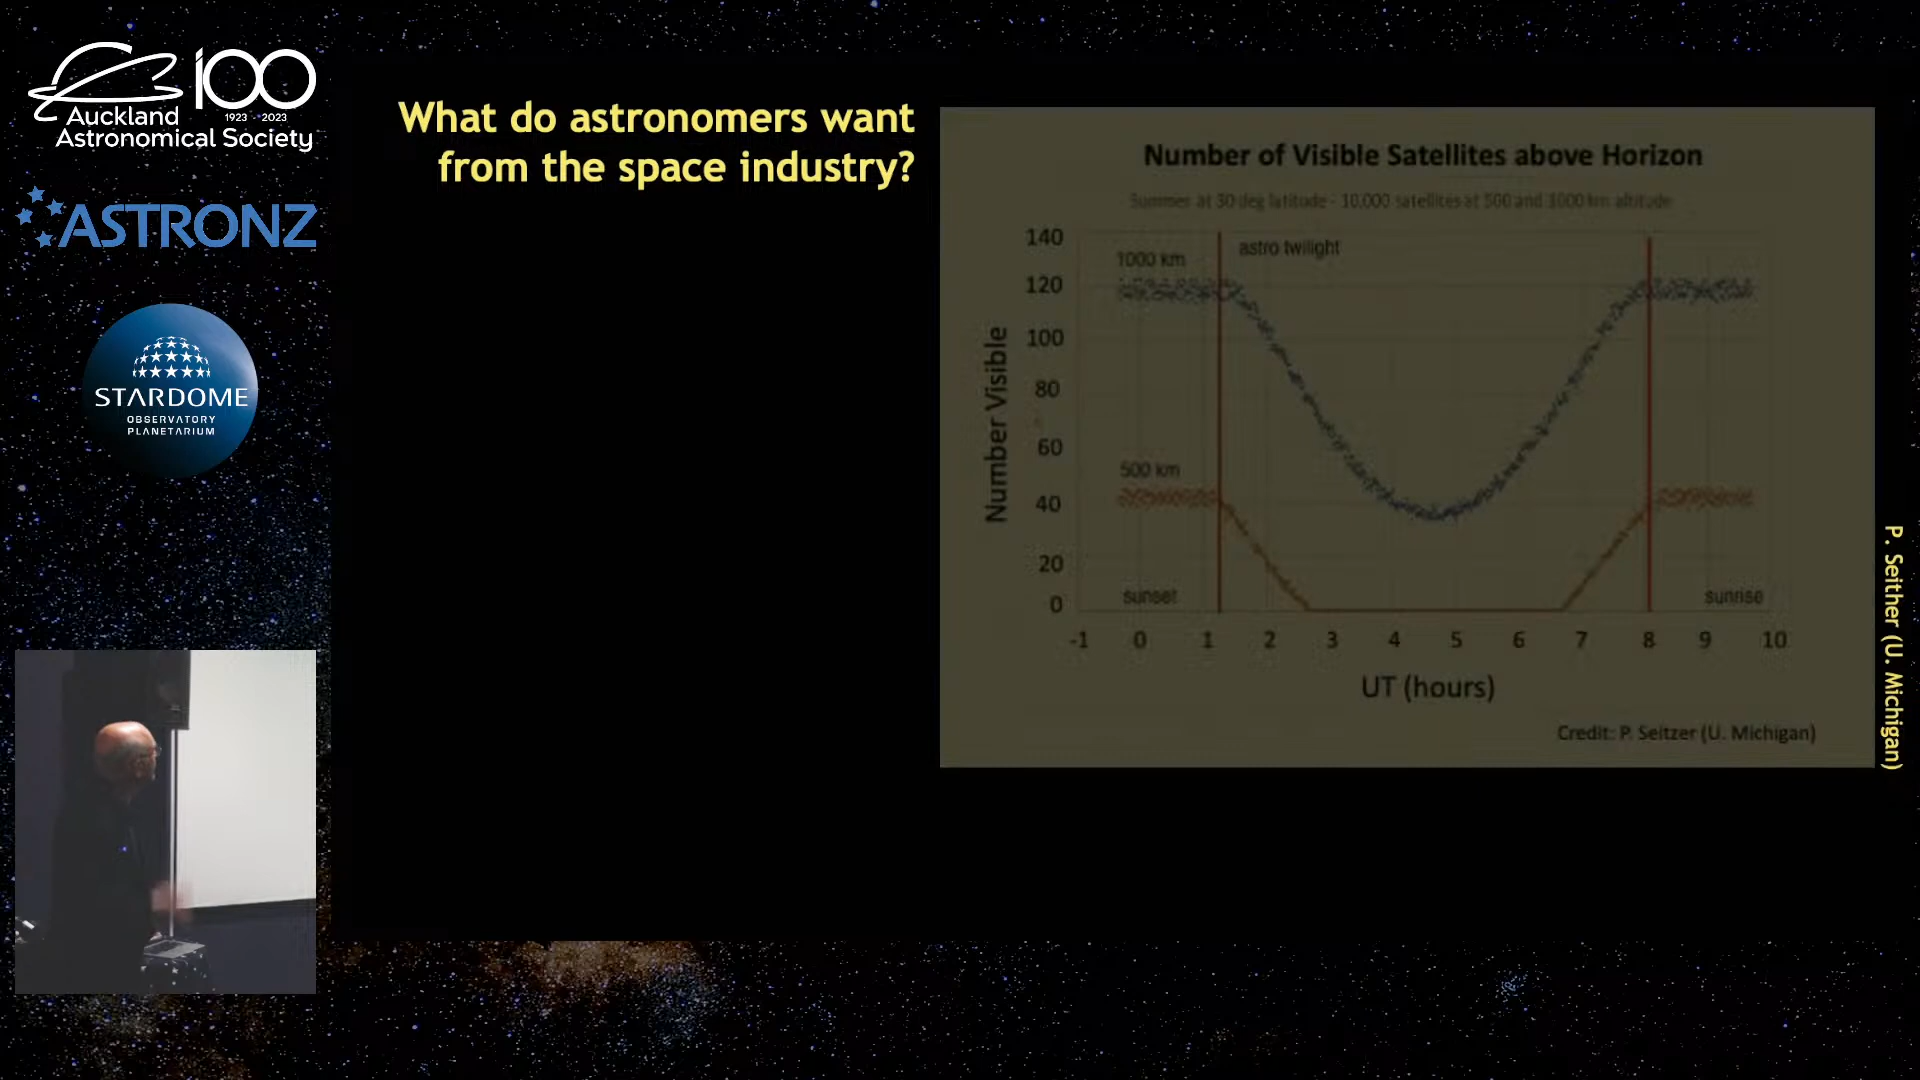 100
1923 - 2023
Auckland
Astronomical Society
ASTRONZ
STARDOME
OBSERVATORY
PLANETARIUM
What do astronomers want
from the space industry?
Number of Visible Satellites above Horizon
Summer at 30 deg latitude - 10,000 satellites at 500 and 1000 km altitude
140
120
100
80
60
40
20
0
Number Visible
1000 km
astro twilight
500 km
sunset
sunrise
-1 0 1 2 3 4 5 6 7 8 9 10
UT (hours)
Credit: P. Seitzer (U. Michigan)
P. Seither (U. Michigan)